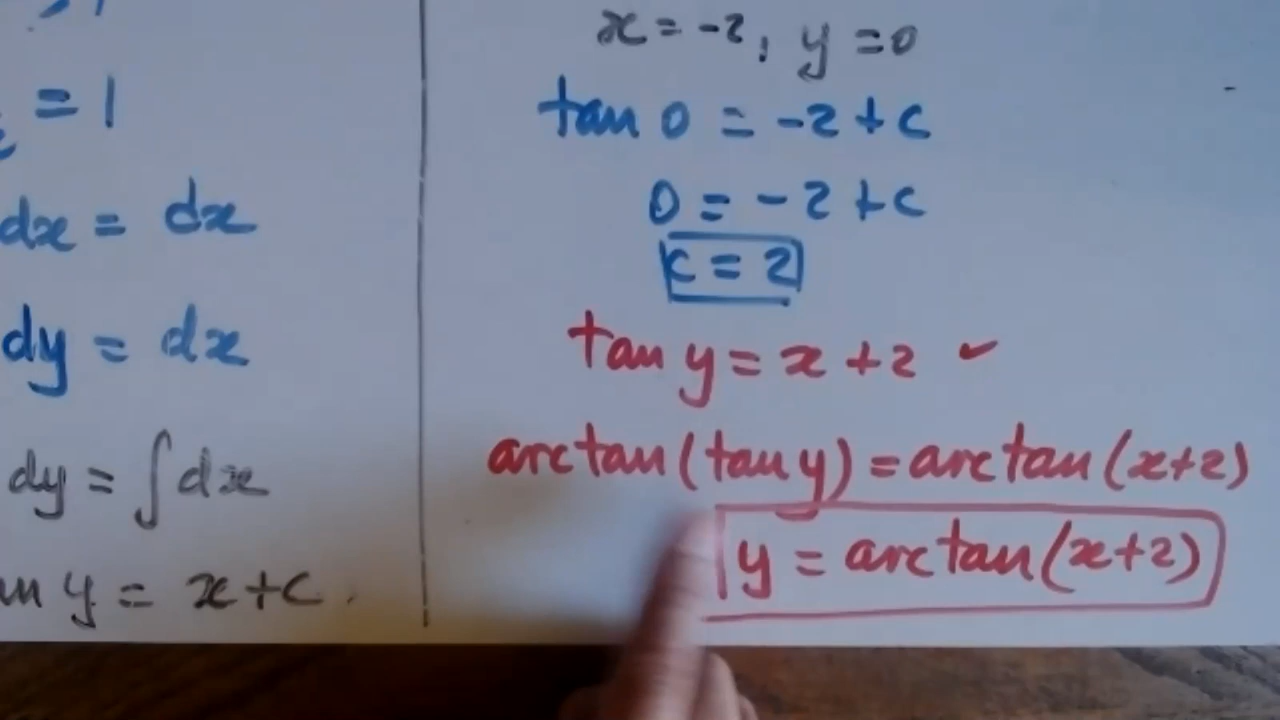 = 1
dx = dx
dy = dx
dy = ∫ dx
y = x + c
x = -2, y = 0
tan 0 = -2 + c
0 = -2 + c
c = 2
tan y = x + 2 ✓
arctan (tan y) = arctan (x+2)
y = arctan (x+2)